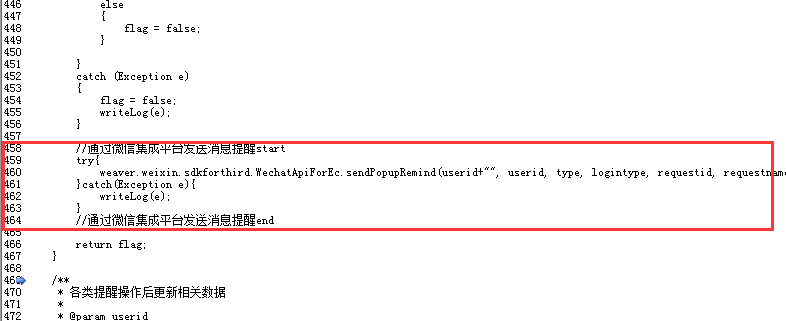 446 else
447 {
448 flag = false;
449 }
450
451 }
452 catch (Exception e)
453 {
454 flag = false;
455 writeLog(e);
456 }
457
458 //通过微信集成平台发送消息提醒start
459 try{
460 weaver.weixin.sdkforthird.WechatApiForEc.sendPopupRemind(userid+"", userid, type, logintype, requestid, requestname
461 }catch(Exception e){
462 writeLog(e);
463 }
464 //通过微信集成平台发送消息提醒end
465
466 return flag;
467 }
468
469 /**
470 * 各类提醒操作后更新相关数据
471 *
472 * @param userid